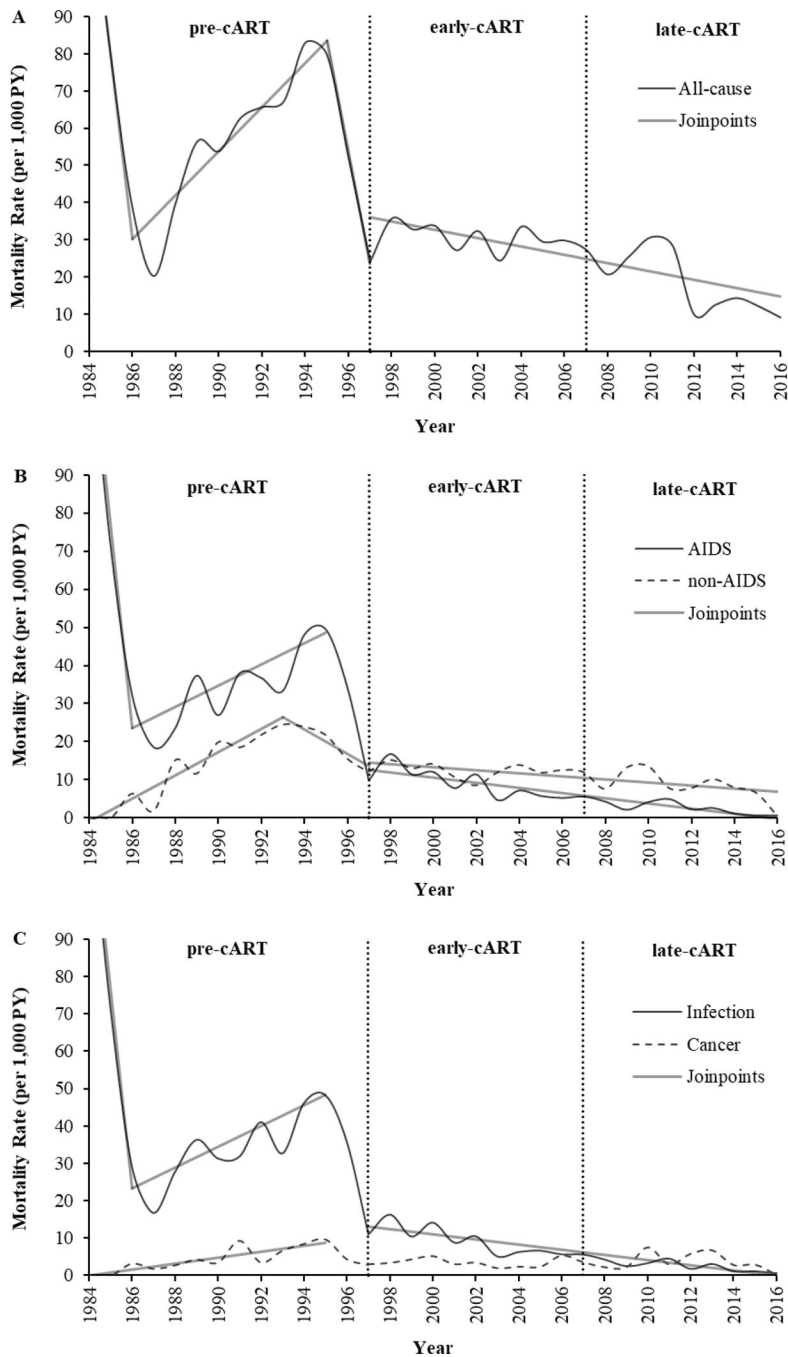 A
pre-cART early-cART late-cART
Mortality Rate (per 1,000 PY)
90
80
70
60
50
40
30
20
10
0
All-cause
Joinpoints
1984 1986 1988 1990 1992 1994 1996 1998 2000 2002 2004 2006 2008 2010 2012 2014 2016
Year
B
pre-cART early-cART late-cART
Mortality Rate (per 1,000 PY)
90
80
70
60
50
40
30
20
10
0
AIDS
non-AIDS
Joinpoints
1984 1986 1988 1990 1992 1994 1996 1998 2000 2002 2004 2006 2008 2010 2012 2014 2016
Year
C
pre-cART early-cART late-cART
Mortality Rate (per 1,000 PY)
90
80
70
60
50
40
30
20
10
0
Infection
Cancer
Joinpoints
1984 1986 1988 1990 1992 1994 1996 1998 2000 2002 2004 2006 2008 2010 2012 2014 2016
Year